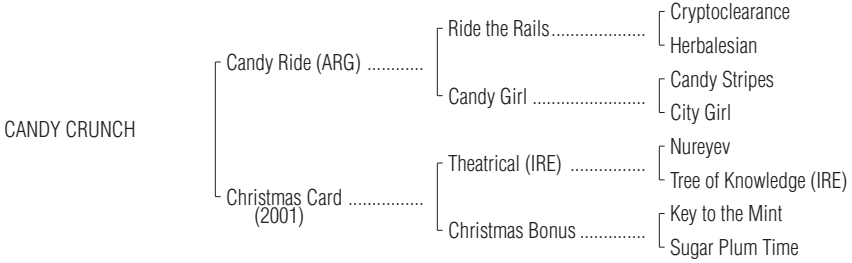 Cryptoclearance
Ride the Rails......................
Herbalesian
Candy Ride (ARG) ............
Candy Stripes
Candy Girl ..........................
City Girl
CANDY CRUNCH
Nureyev
Theatrical (IRE) .................
Tree of Knowledge (IRE)
Christmas Card ................
(2001)
Key to the Mint
Christmas Bonus ...............
Sugar Plum Time